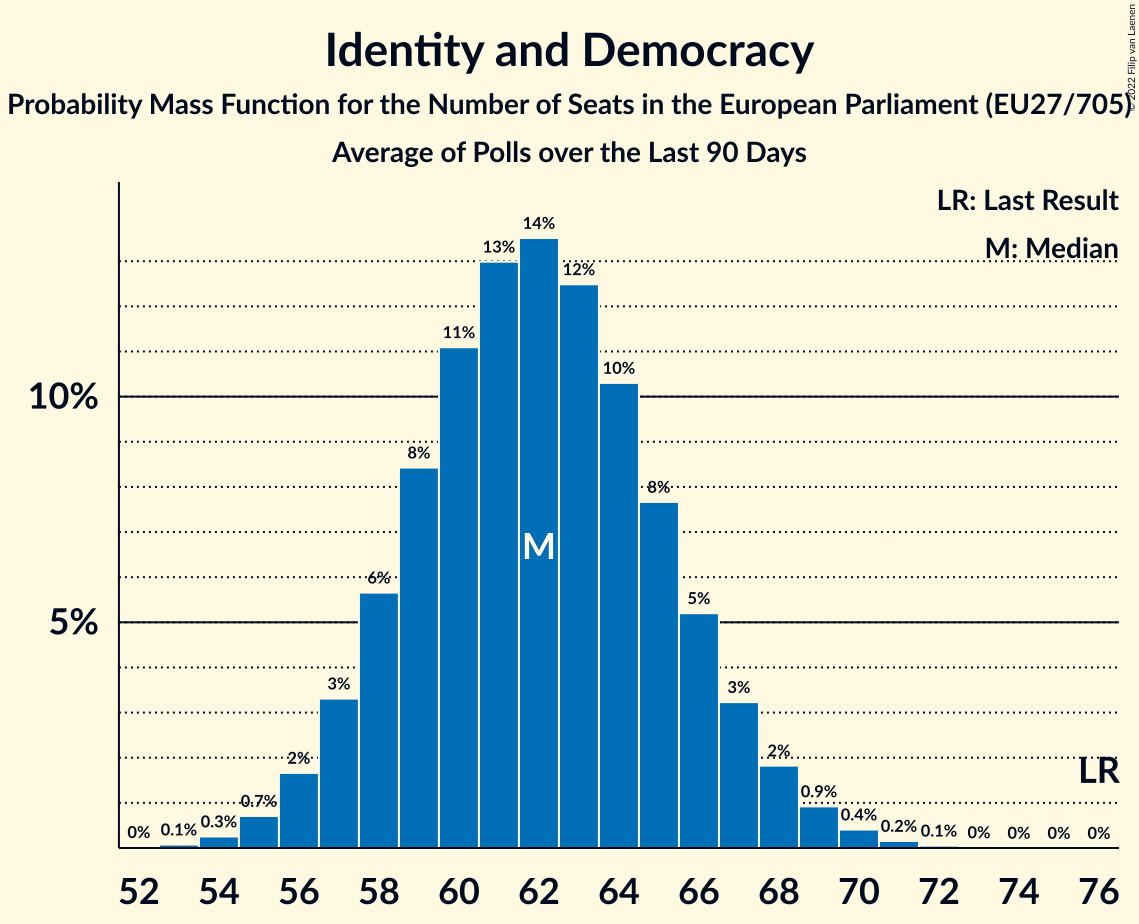 Identity and Democracy
Probability Mass Function for the Number of Seats in the European Parliament (EU27/705)
Average of Polls over the Last 90 Days
© 2022 Filip van Laenen
LR: Last Result
M: Median
14%
13%
12%
11%
10%
10%
8%
8%
M
6%
5%
5%
3%
3%
2%
2%
LR
0.9%
0.7%
0.4%
0.3%
0.2%
0% 0.1% 0.1% 0% 0% 0% 0%
52 54 56 58 60 62 64 66 68 70 72 74 76